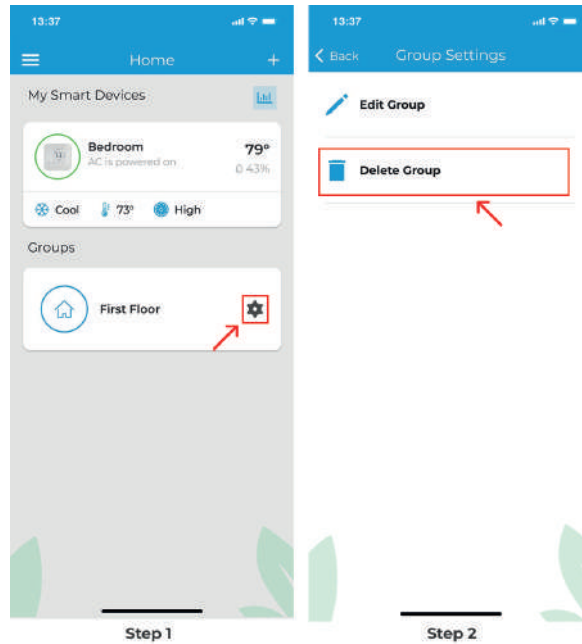 13:37
Home
+
My Smart Devices
Bedroom
AC is powered on
79°
43%
Cool
73°
High
Groups
First Floor
Step 1
13:37
Back
Group Settings
Edit Group
Delete Group
Step 2